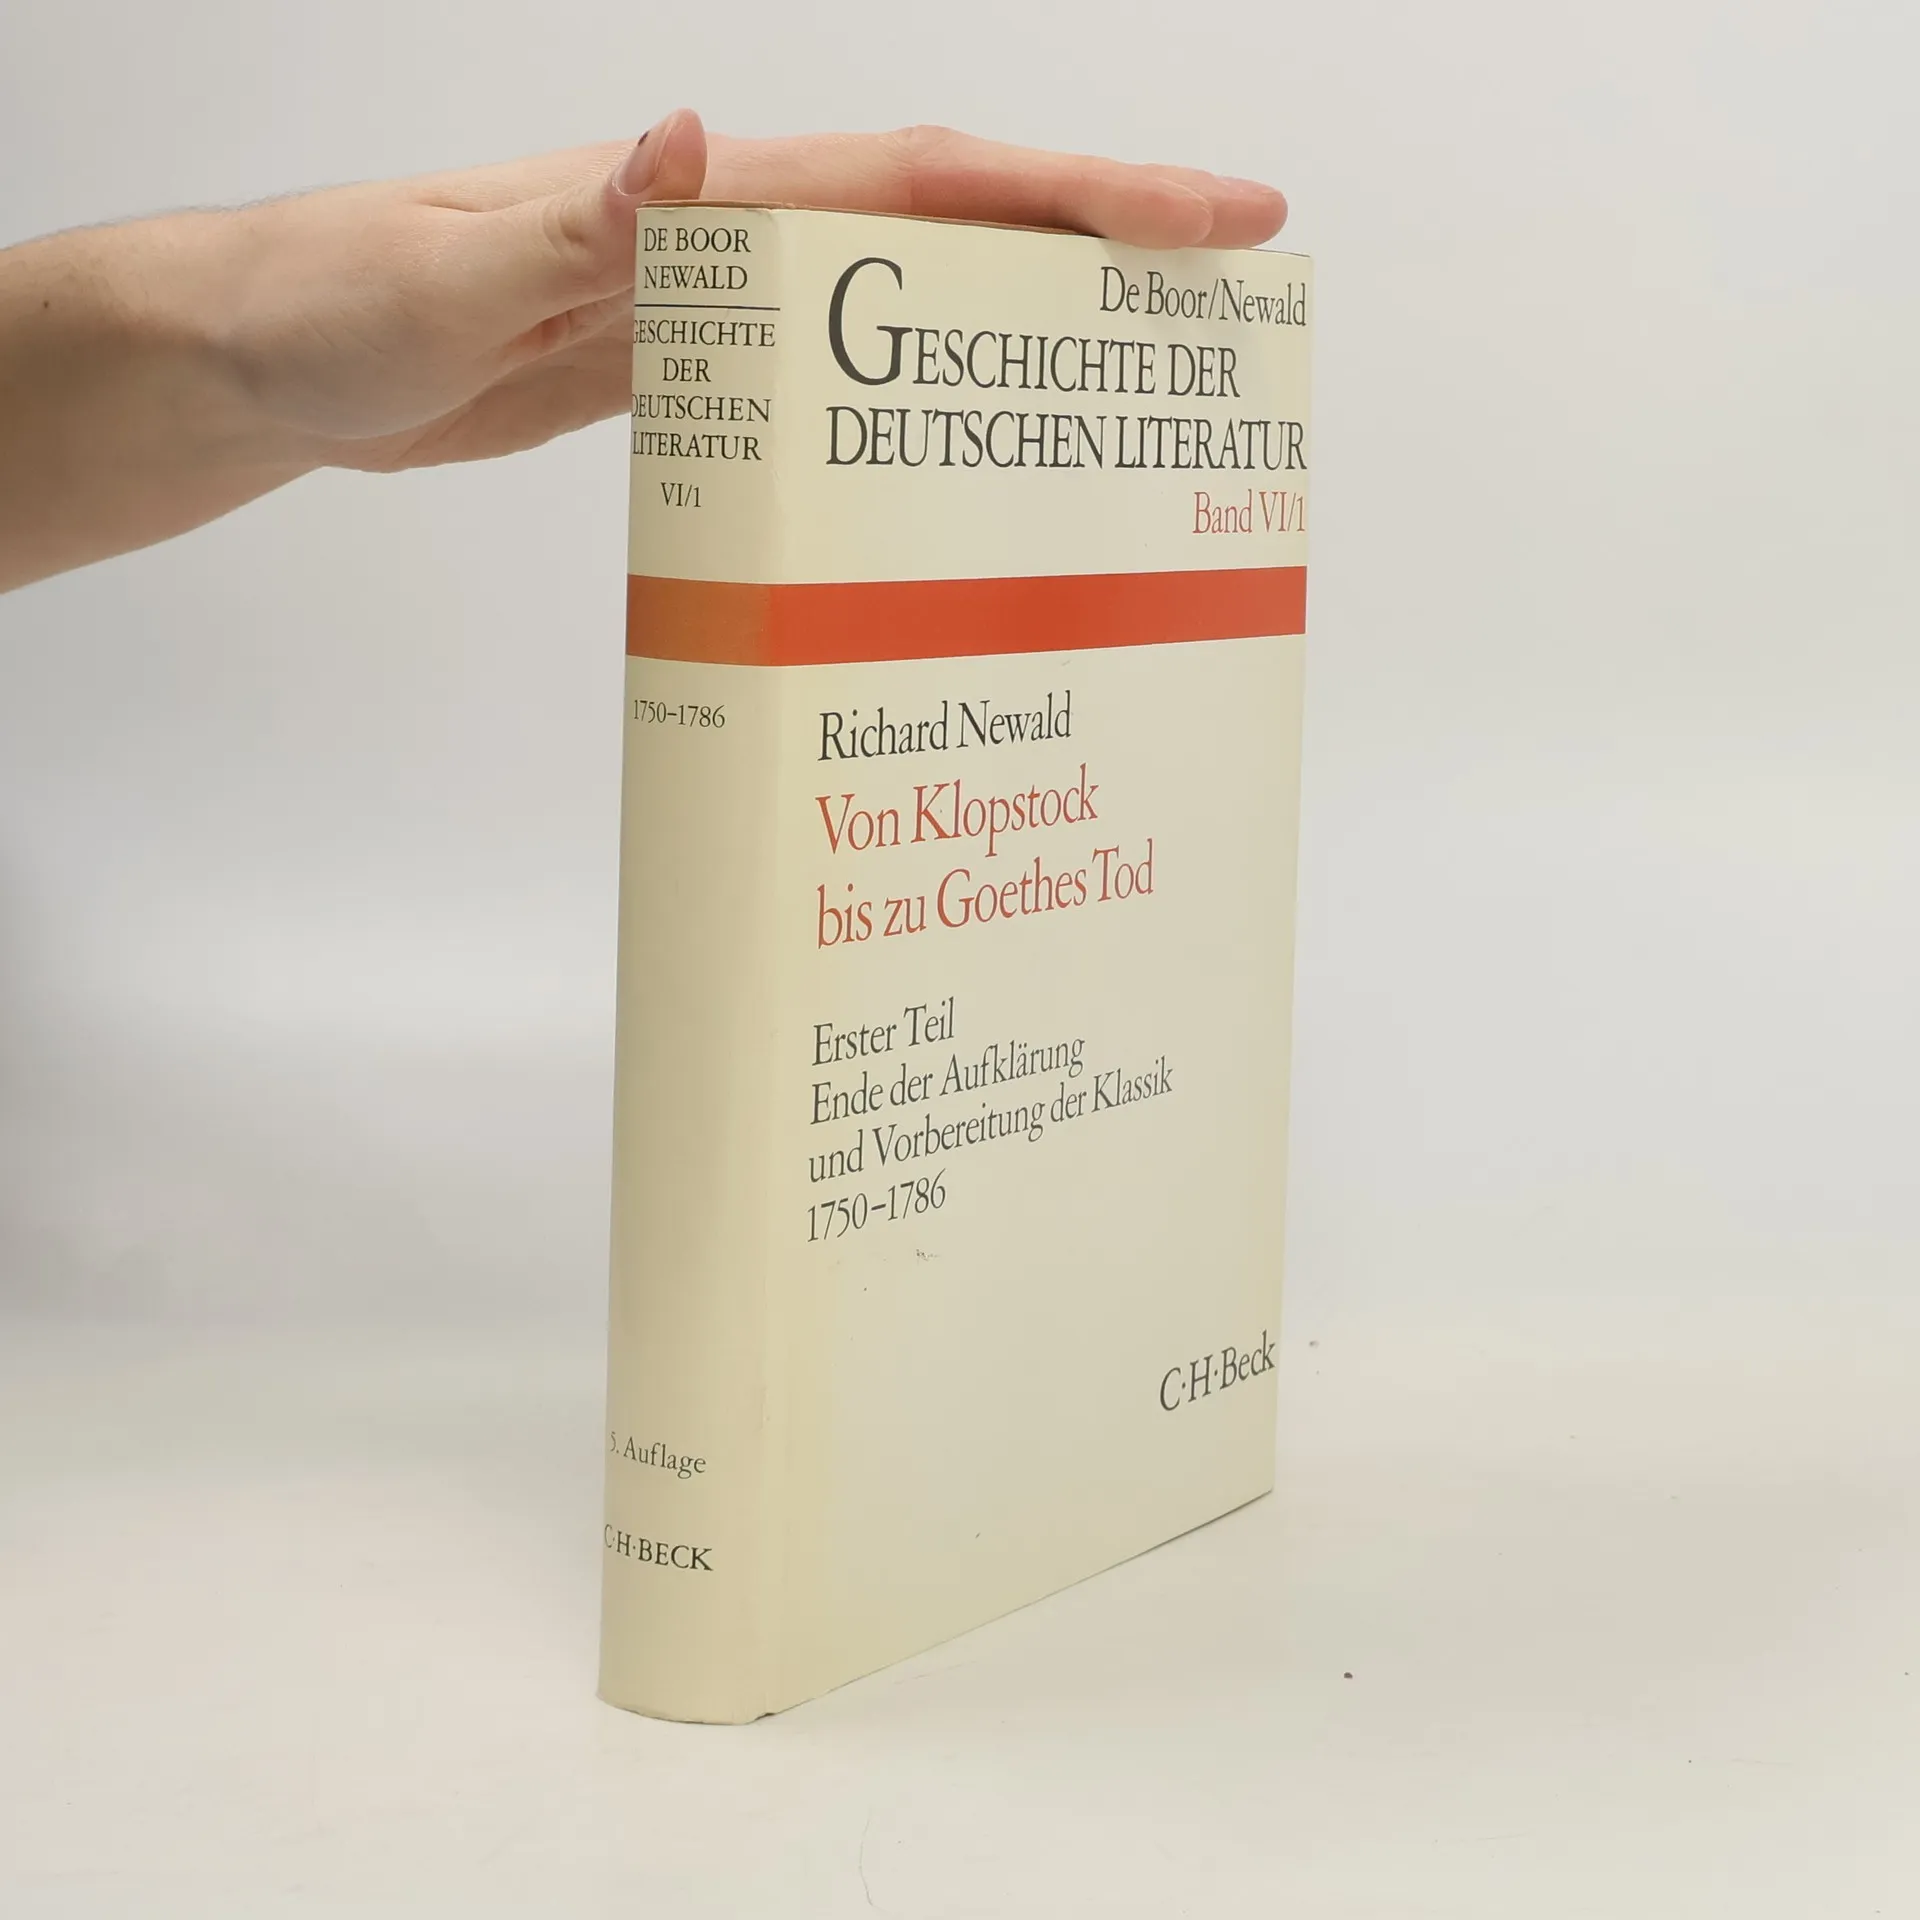 DE BOOR
NEWALD
GESCHICHTE
DER
DEUTSCHEN
LITERATUR
VI/1
1750–1786
5. Auflage
C·H·BECK
De Boor/Newald
GESCHICHTE DER
DEUTSCHEN LITERATUR
Band VI/1
Richard Newald
Von Klopstock
bis zu Goethes Tod
Erster Teil
Ende der Aufklärung
und Vorbereitung der Klassik
1750–1786
C·H·Beck